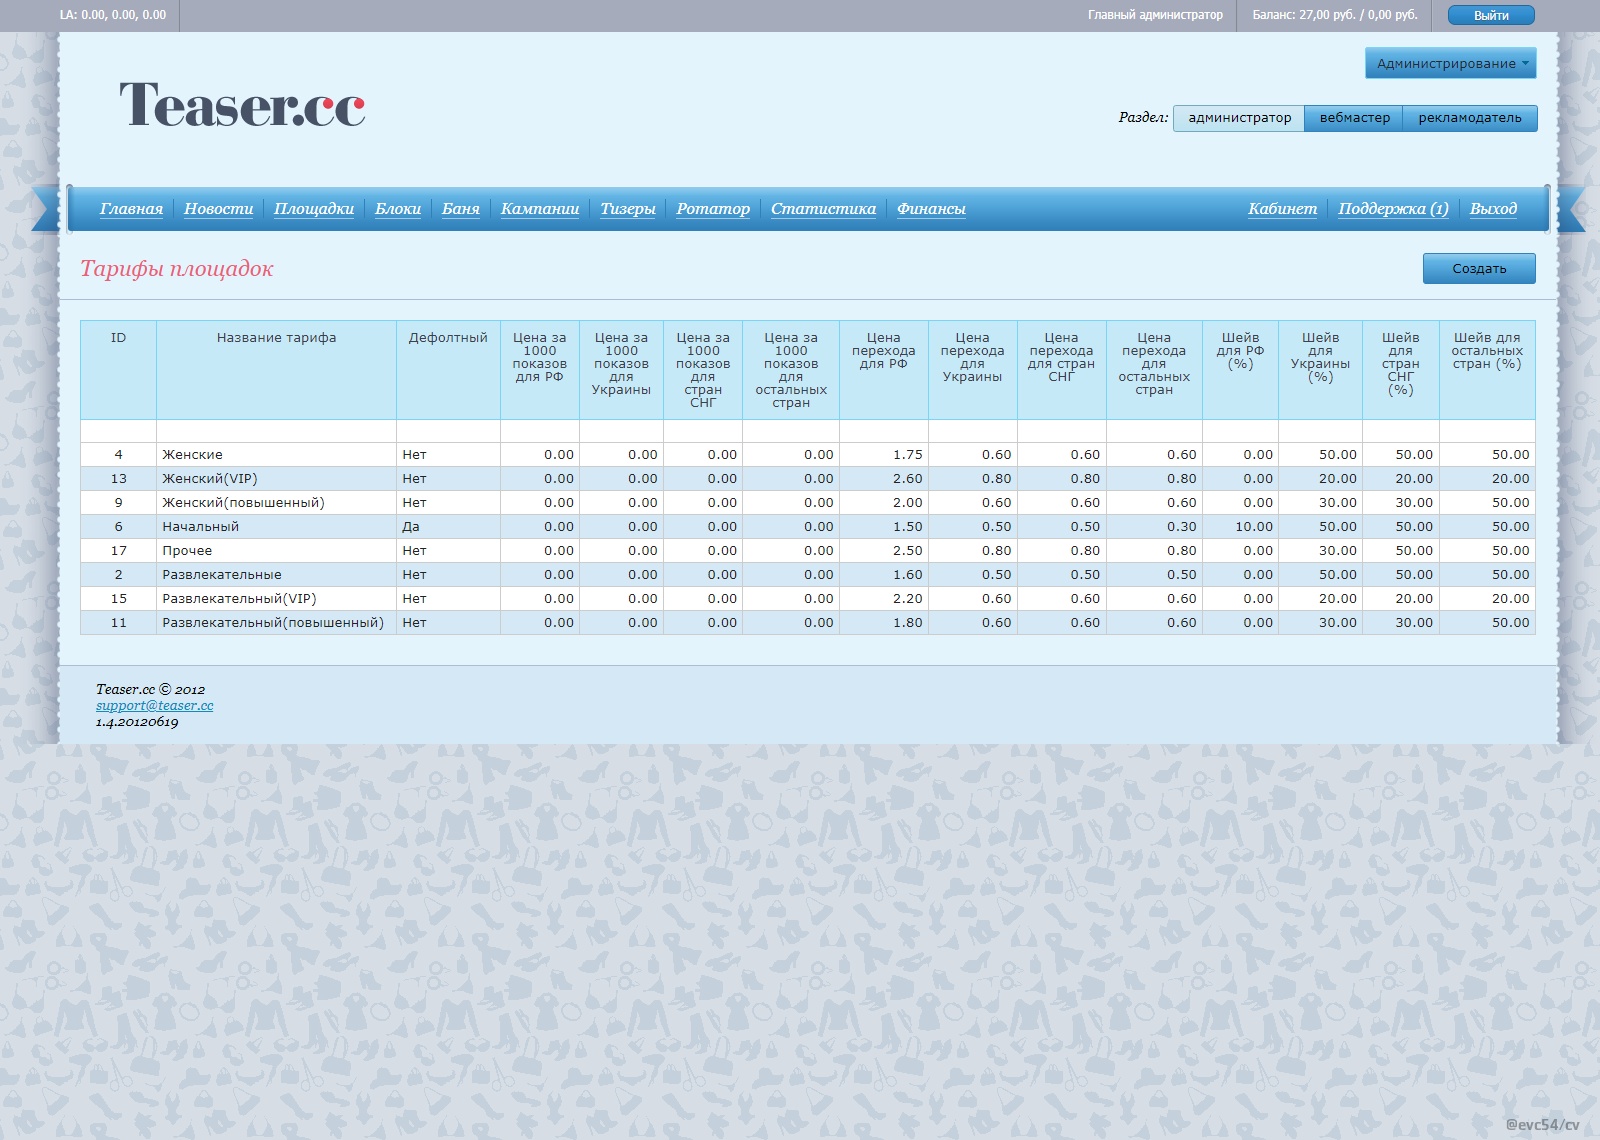 LA: 0.00, 0.00, 0.00
Главный администратор
Баланс: 27,00 руб. / 0,00 руб.
Выйти
Администрирование
Teaser.cc
Раздел: администратор вебмастер рекламодатель
Главная Новости Площадки Блоки Баня Кампании Тизеры Ротатор Статистика Финансы Кабинет Поддержка (1) Выход
Тарифы площадок
Создать
ID
Название тарифа
Дефолтный
Цена за
1000
показов
для РФ
Цена за
1000
показов
для
Украины
Цена за
1000
показов
для
стран
СНГ
Цена за
1000
показов
для
остальных
стран
Цена
перехода
для РФ
Цена
перехода
для
Украины
Цена
перехода
для стран
СНГ
Цена
перехода
для
остальных
стран
Шейв
для РФ
(%)
Шейв
для
Украины
(%)
Шейв
для
стран
СНГ
(%)
Шейв для
остальных
стран (%)
4 Женские Нет 0.00 0.00 0.00 0.00 1.75 0.60 0.60 0.60 0.00 50.00 50.00 50.00
13 Женский(VIP) Нет 0.00 0.00 0.00 0.00 2.60 0.80 0.80 0.80 0.00 20.00 20.00 20.00
9 Женский(повышенный) Нет 0.00 0.00 0.00 0.00 2.00 0.60 0.60 0.60 0.00 30.00 30.00 50.00
6 Начальный Да 0.00 0.00 0.00 0.00 1.50 0.50 0.50 0.30 10.00 50.00 50.00 50.00
17 Прочее Нет 0.00 0.00 0.00 0.00 2.50 0.80 0.80 0.80 0.00 30.00 50.00 50.00
2 Развлекательные Нет 0.00 0.00 0.00 0.00 1.60 0.50 0.50 0.50 0.00 50.00 50.00 50.00
15 Развлекательный(VIP) Нет 0.00 0.00 0.00 0.00 2.20 0.60 0.60 0.60 0.00 20.00 20.00 20.00
11 Развлекательный(повышенный) Нет 0.00 0.00 0.00 0.00 1.80 0.60 0.60 0.60 0.00 30.00 30.00 50.00
Teaser.cc © 2012
support@teaser.cc
1.4.20120619
@evc54/cv